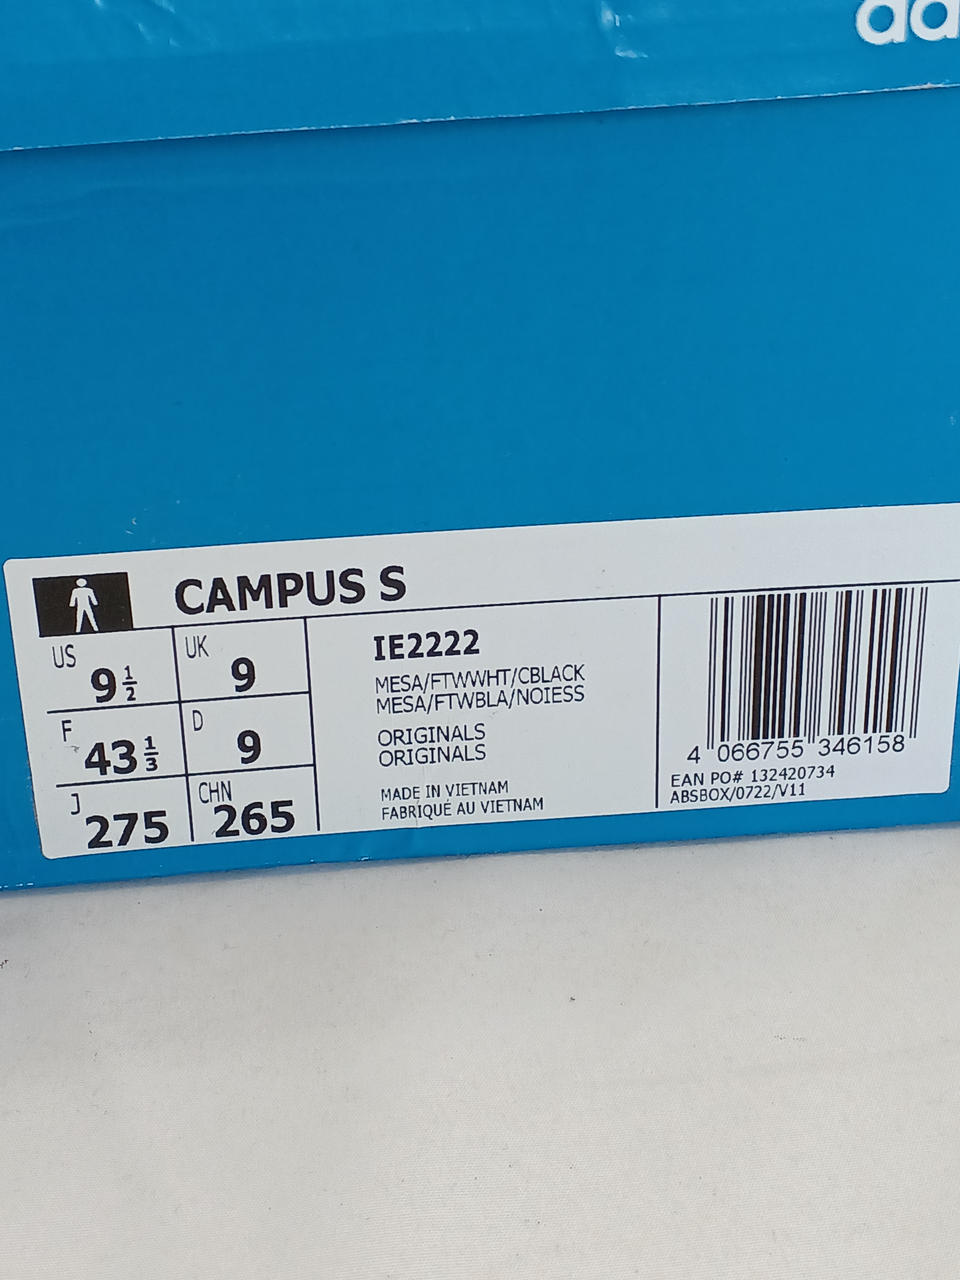 ada
CAMPUS S
US 9 1/2
UK 9
F 43 1/3
D 9
J 275
CHN 265
IE2222
MESA/FTWWHT/CBLACK
MESA/FTWBLA/NOIESS
ORIGINALS
ORIGINALS
MADE IN VIETNAM
FABRIQUÉ AU VIETNAM
4 066755 346158
EAN PO# 132420734
ABSBOX/0722/V11